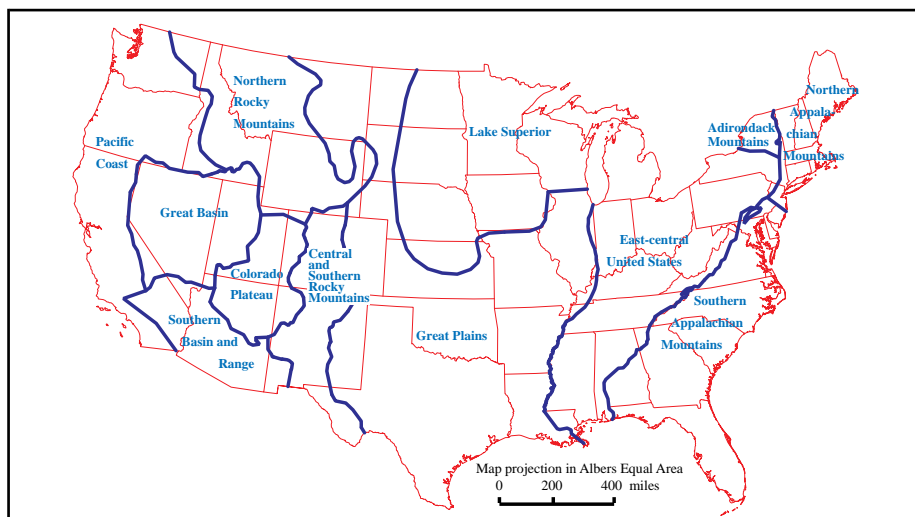 Northern
Rocky
Mountains
Pacific
Coast
Great Basin
Colorado
Plateau
Central
and
Southern
Rocky
Mountains
Southern
Basin and
Range
Lake Superior
Great Plains
East-central
United States
Southern
Appalachian
Mountains
Adirondack
Mountains
Northern
Appala-
chian
Mountains
Map projection in Albers Equal Area
0 200 400 miles